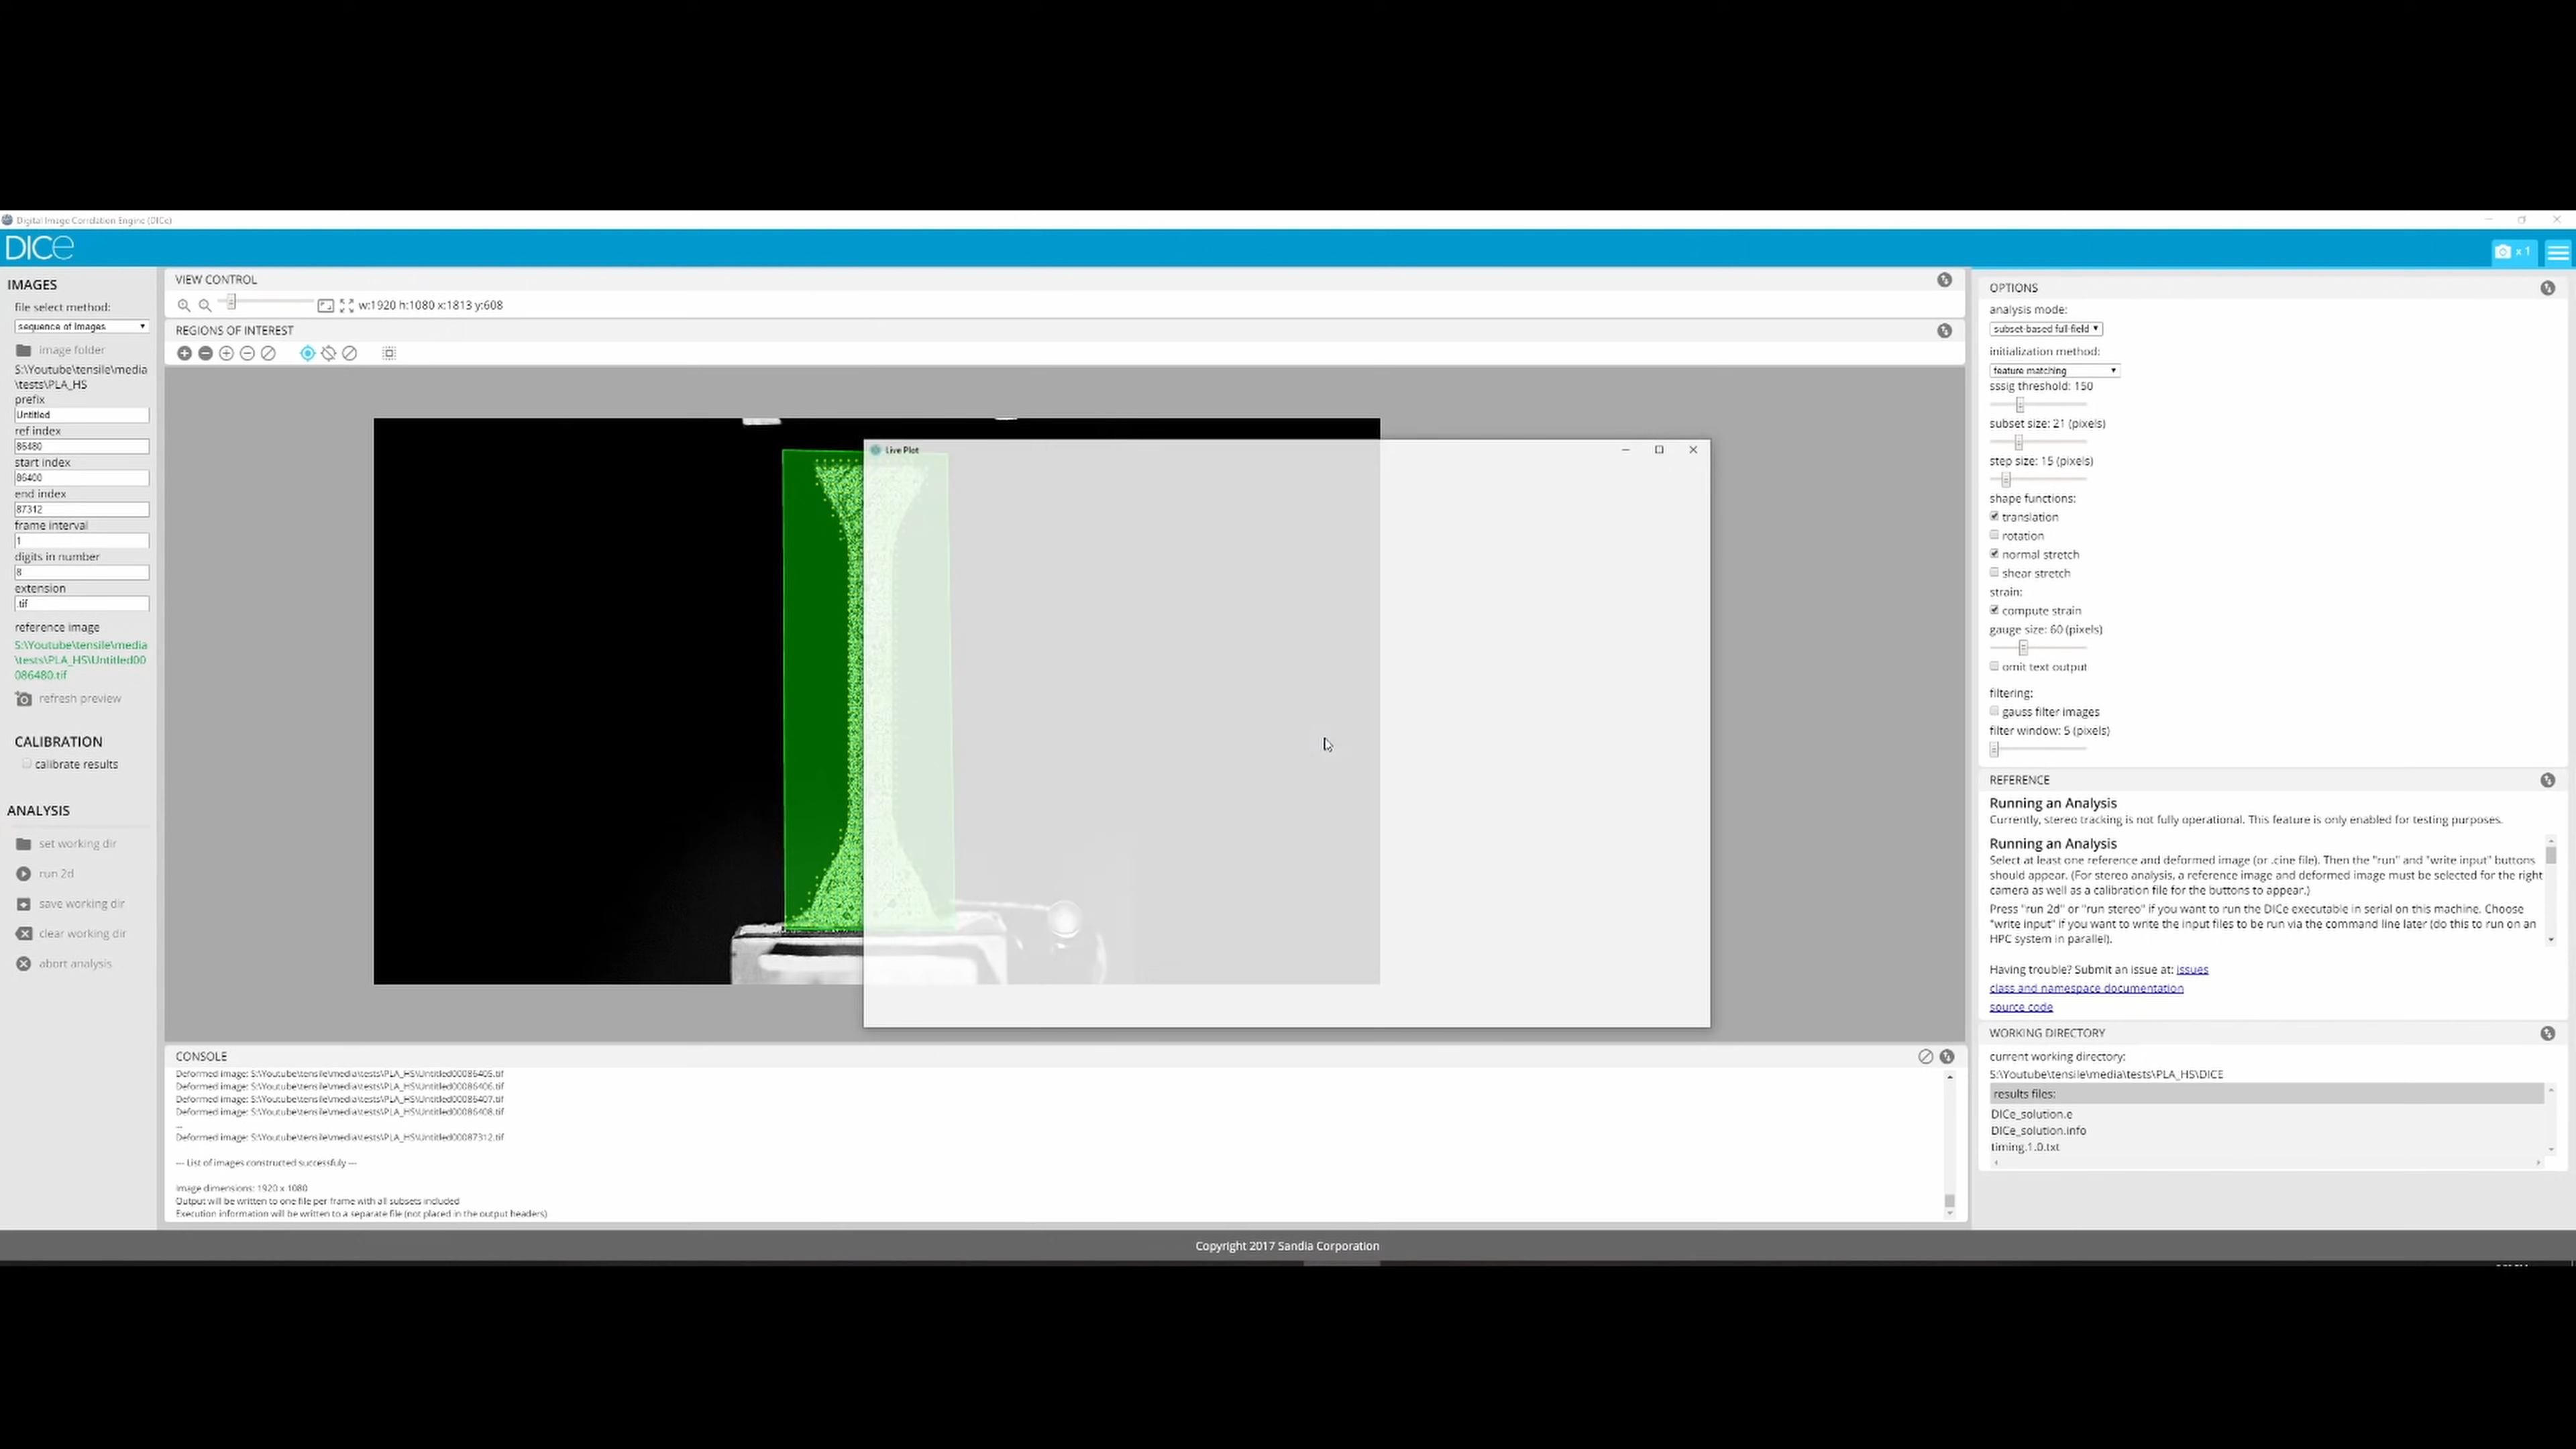 Digital Image Correlation Engine (DICe)
DICe
x 1
IMAGES
file select method:
sequence of images
image folder
S:\Youtube\tensile\media
\tests\PLA_HS
prefix
Untitled
ref index
86480
start index
86400
end index
87312
frame interval
1
digits in number
8
extension
.tif
reference image
S:\Youtube\tensile\media
\tests\PLA_HS\Untitled00
086480.tif
refresh preview
CALIBRATION
calibrate results
ANALYSIS
set working dir
run 2d
save working dir
clear working dir
abort analysis
VIEW CONTROL
w:1920 h:1080 x:1813 y:608
REGIONS OF INTEREST
Live Plot
CONSOLE
Deformed image: S:\Youtube\tensile\media\tests\PLA_HS\Untitled00086405.tif
Deformed image: S:\Youtube\tensile\media\tests\PLA_HS\Untitled00086406.tif
Deformed image: S:\Youtube\tensile\media\tests\PLA_HS\Untitled00086407.tif
Deformed image: S:\Youtube\tensile\media\tests\PLA_HS\Untitled00086408.tif
...
Deformed image: S:\Youtube\tensile\media\tests\PLA_HS\Untitled00087312.tif
--- List of images constructed successfuly ---
Image dimensions: 1920 x 1080
Output will be written to one file per frame with all subsets included
Execution information will be written to a separate file (not placed in the output headers)
OPTIONS
analysis mode:
subset-based full-field
initialization method:
feature matching
sssig threshold: 150
subset size: 21 (pixels)
step size: 15 (pixels)
shape functions:
translation
rotation
normal stretch
shear stretch
strain:
compute strain
gauge size: 60 (pixels)
omit text output
filtering:
gauss filter images
filter window: 5 (pixels)
REFERENCE
Running an Analysis
Currently, stereo tracking is not fully operational. This feature is only enabled for testing purposes.
Running an Analysis
Select at least one reference and deformed image (or .cine file). Then the "run" and "write input" buttons
should appear. (For stereo analysis, a reference image and deformed image must be selected for the right
camera as well as a calibration file for the buttons to appear.)
Press "run 2d" or "run stereo" if you want to run the DICe executable in serial on this machine. Choose
"write input" if you want to write the input files to be run via the command line later (do this to run on an
HPC system in parallel).
Having trouble? Submit an issue at: issues
class and namespace documentation
source code
WORKING DIRECTORY
current working directory:
S:\Youtube\tensile\media\tests\PLA_HS\DICE
results files:
DICe_solution.e
DICe_solution.info
timing.1.0.txt
Copyright 2017 Sandia Corporation